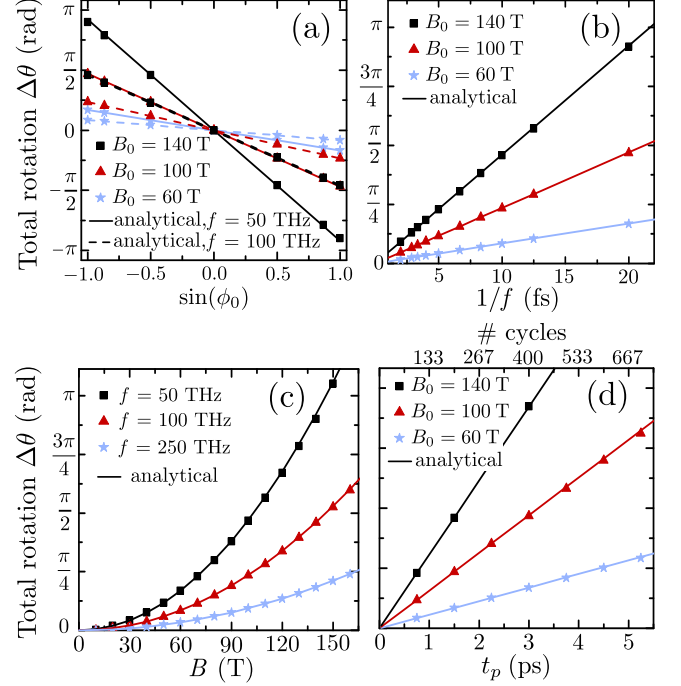 Total rotation Δθ (rad)
π
π/2
0
-π/2
-π
(a)
B₀ = 140 T
B₀ = 100 T
B₀ = 60 T
analytical, f = 50 THz
analytical, f = 100 THz
-1.0 -0.5 0.0 0.5 1.0
sin(ϕ₀)
π
3π/4
π/2
π/4
0
(b)
B₀ = 140 T
B₀ = 100 T
B₀ = 60 T
analytical
5 10 15 20
1/f (fs)
Total rotation Δθ (rad)
π
3π/4
π/2
π/4
0
(c)
f = 50 THz
f = 100 THz
f = 250 THz
analytical
0 30 60 90 120 150
B (T)
# cycles
133 267 400 533 667
(d)
B₀ = 140 T
B₀ = 100 T
B₀ = 60 T
analytical
0 1 2 3 4 5
tₚ (ps)